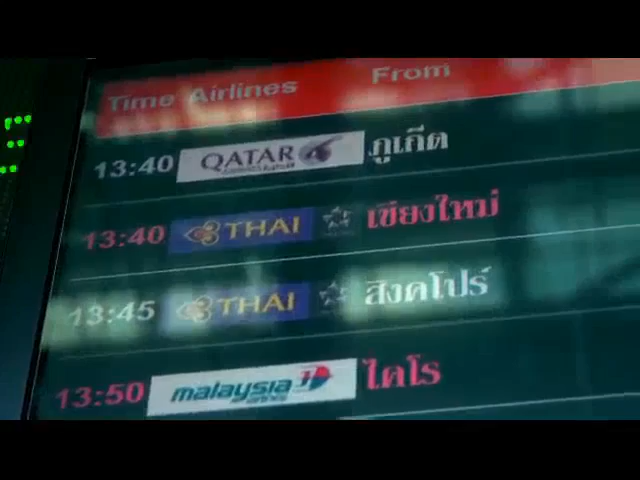 Time Airlines From
13:40 QATAR ภูเก็ต
13:40 THAI เชียงใหม่
13:45 THAI สิงคโปร์
13:50 malaysia ไคโร